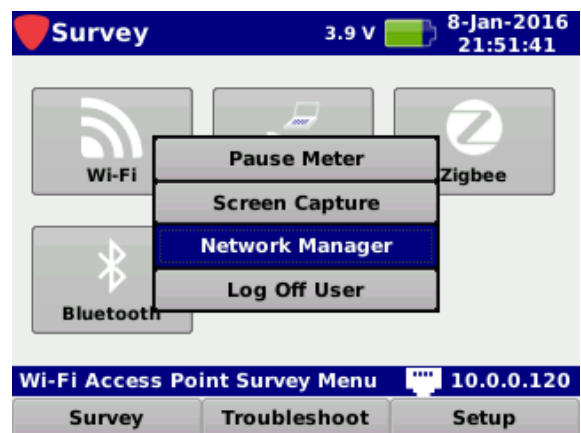 Survey
3.9 V
8-Jan-2016
21:51:41
Wi-Fi
Zigbee
Pause Meter
Screen Capture
Network Manager
Log Off User
Bluetooth
Wi-Fi Access Point Survey Menu
10.0.0.120
Survey
Troubleshoot
Setup